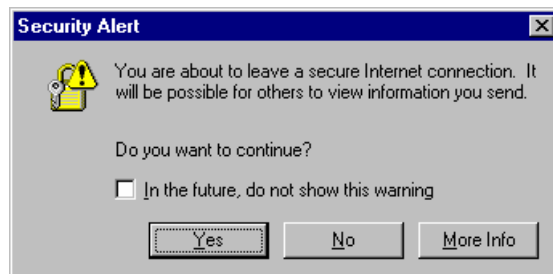 Security Alert
You are about to leave a secure Internet connection. It
will be possible for others to view information you send.
Do you want to continue?
In the future, do not show this warning
Yes No More Info